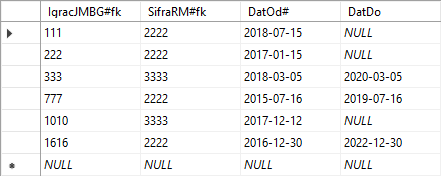 IgracJMBG#fk SifraRM#fk DatOd# DatDo
111 2222 2018-07-15 NULL
222 2222 2017-01-15 NULL
333 3333 2018-03-05 2020-03-05
777 2222 2015-07-16 2019-07-16
1010 3333 2017-12-12 NULL
1616 2222 2016-12-30 2022-12-30
NULL NULL NULL NULL